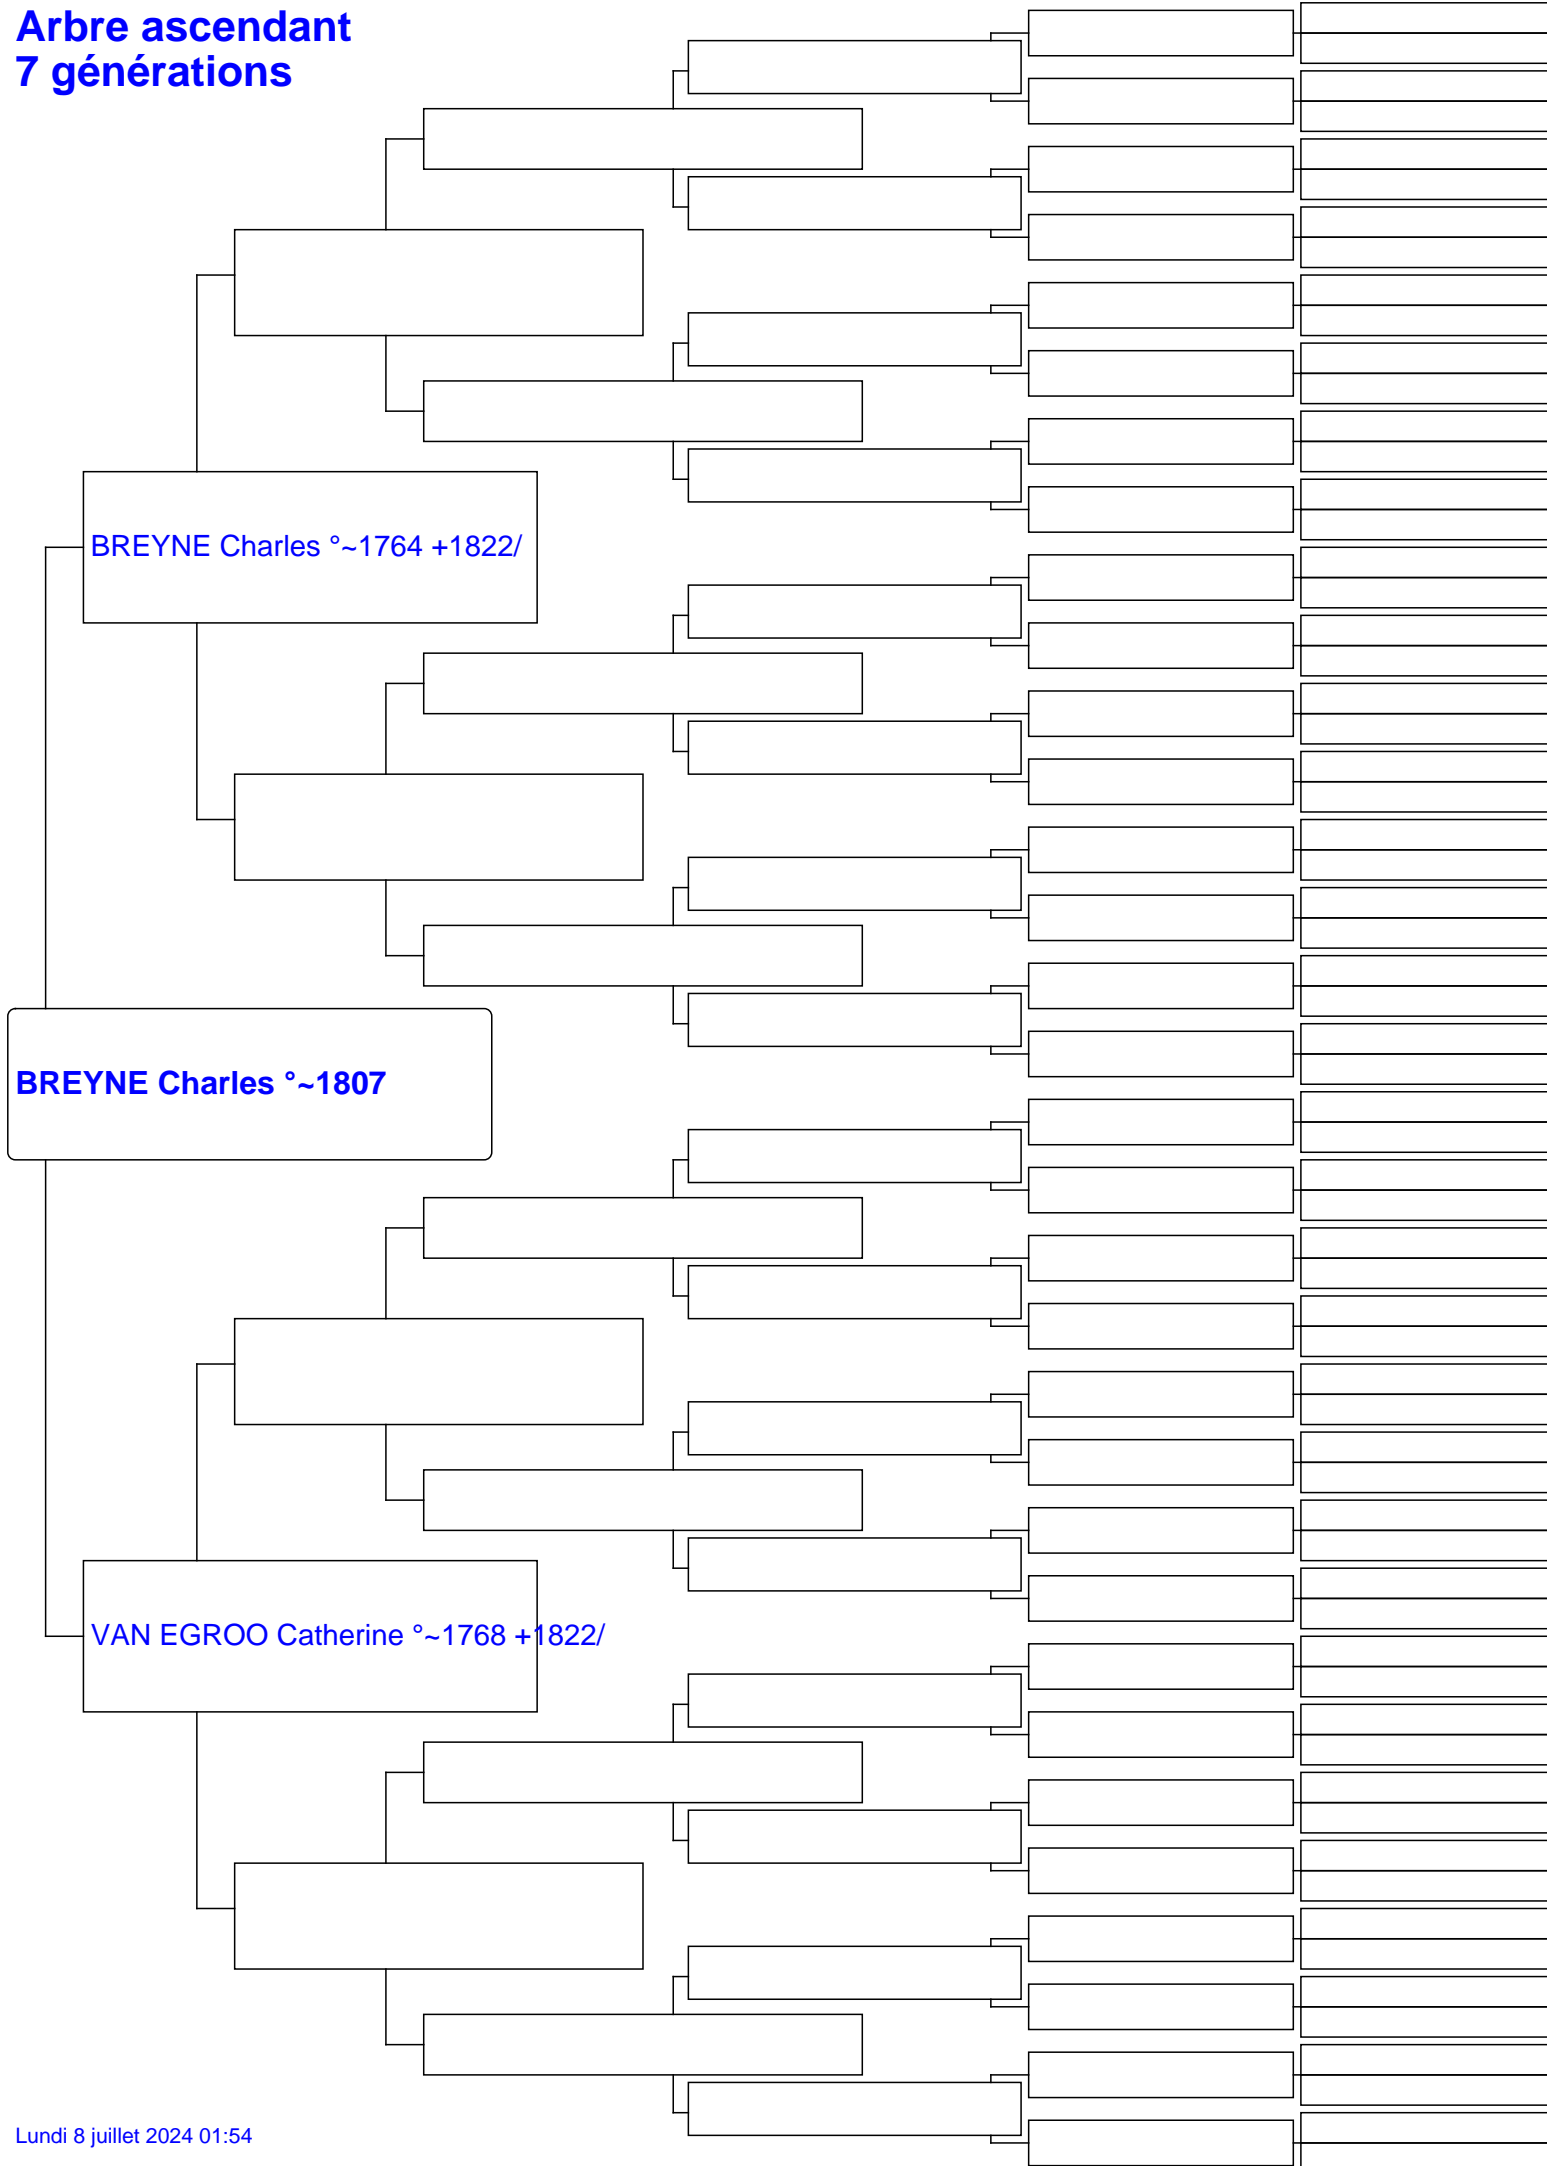 Arbre ascendant
7 générations
BREYNE Charles °~1764 +1822/
BREYNE Charles °~1807
VAN EGROO Catherine °~1768 +1822/
Lundi 8 juillet 2024 01:54